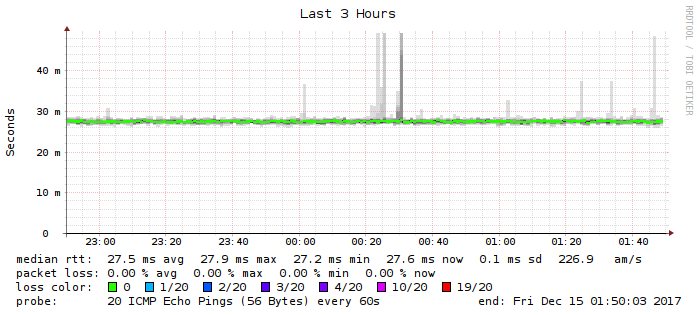 Last 3 Hours
RRDTOOL / TOBI OETIKER
Seconds
40 m
30 m
20 m
10 m
0
23:00 23:20 23:40 00:00 00:20 00:40 01:00 01:20 01:40
median rtt: 27.5 ms avg 27.9 ms max 27.2 ms min 27.6 ms now 0.1 ms sd 226.9 am/s
packet loss: 0.00 % avg 0.00 % max 0.00 % min 0.00 % now
loss color: 0 1/20 2/20 3/20 4/20 10/20 19/20
probe: 20 ICMP Echo Pings (56 Bytes) every 60s end: Fri Dec 15 01:50:03 2017